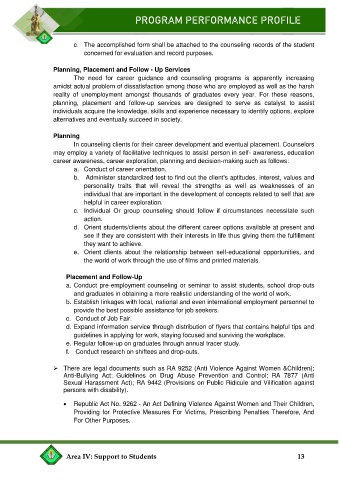 PROGRAM PERFORMANCE PROFILE
c. The accomplished form shall be attached to the counseling records of the student
concerned for evaluation and record purposes.
Planning, Placement and Follow - Up Services
The need for career guidance and counseling programs is apparently increasing
amidst actual problem of dissatisfaction among those who are employed as well as the harsh
reality of unemployment amongst thousands of graduates every year. For these reasons,
planning, placement and follow-up services are designed to serve as catalyst to assist
individuals acquire the knowledge, skills and experience necessary to identify options, explore
alternatives and eventually succeed in society.
Planning
In counseling clients for their career development and eventual placement. Counselors
may employ a variety of facilitative techniques to assist person in self- awareness, education
career awareness, career exploration, planning and decision-making such as follows:
a. Conduct of career orientation.
b. Administer standardized test to find out the client's aptitudes, interest, values and
personality traits that will reveal the strengths as well as weaknesses of an
individual that are important in the development of concepts related to self that are
helpful in career exploration.
c. Individual Or group counseling should follow if circumstances necessitate such
action.
d. Orient students/clients about the different career options available at present and
see if they are consistent with their interests in life thus giving them the fulfillment
they want to achieve.
e. Orient clients about the relationship between self-educational opportunities, and
the world of work through the use of films and printed materials.
Placement and Follow-Up
a. Conduct pre-employment counseling or seminar to assist students, school drop-outs
and graduates in obtaining a more realistic understanding of the world of work.
b. Establish linkages with local, national and even international employment personnel to
provide the best possible assistance for job seekers.
c. Conduct of Job Fair.
d. Expand information service through distribution of flyers that contains helpful tips and
guidelines in applying for work, staying focused and surviving the workplace.
e. Regular follow-up on graduates through annual tracer study.
f. Conduct research on shiftees and drop-outs.
➢ There are legal documents such as RA 9252 (Anti Violence Against Women &Children);
Anti-Bullying Act; Guidelines on Drug Abuse Prevention and Control; RA 7877 (Anti
Sexual Harassment Act); RA 9442 (Provisions on Public Ridicule and Vilification against
persons with disability).
• Republic Act No. 9262 - An Act Defining Violence Against Women and Their Children,
Providing for Protective Measures For Victims, Prescribing Penalties Therefore, And
For Other Purposes.
Area IV: Support to Students 13